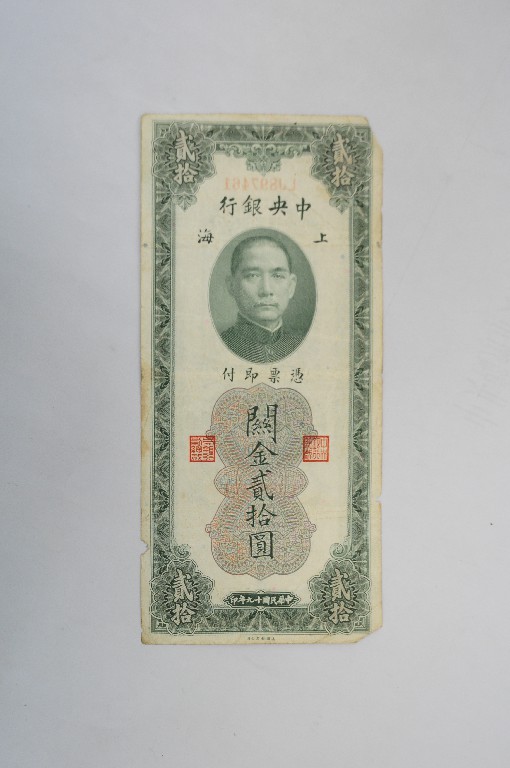 貳拾
貳拾
中央銀行
上海
憑票即付
關金貳拾圓
中華民國十九年印
貳拾
貳拾